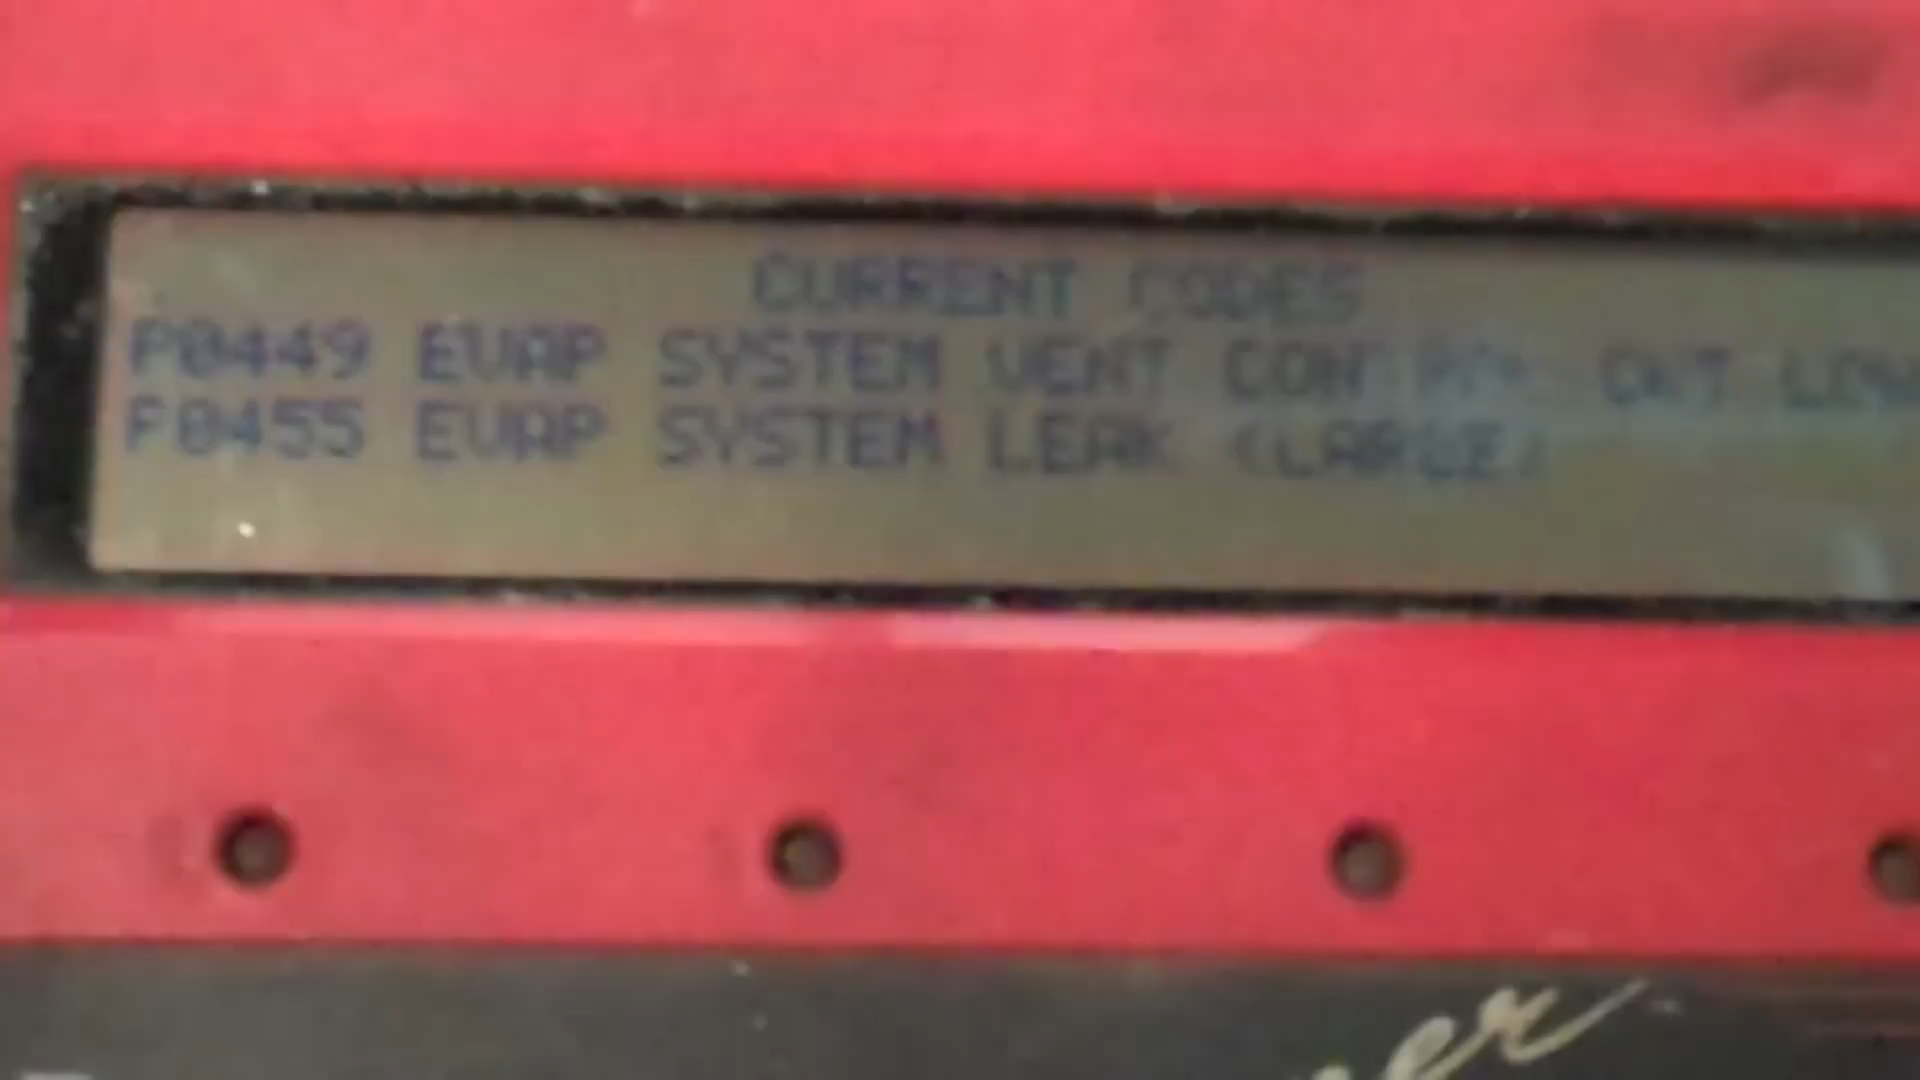 CURRENT CODES
P0449 EVAP SYSTEM VENT CONTROL CKT LOW
P0455 EVAP SYSTEM LEAK (LARGE)